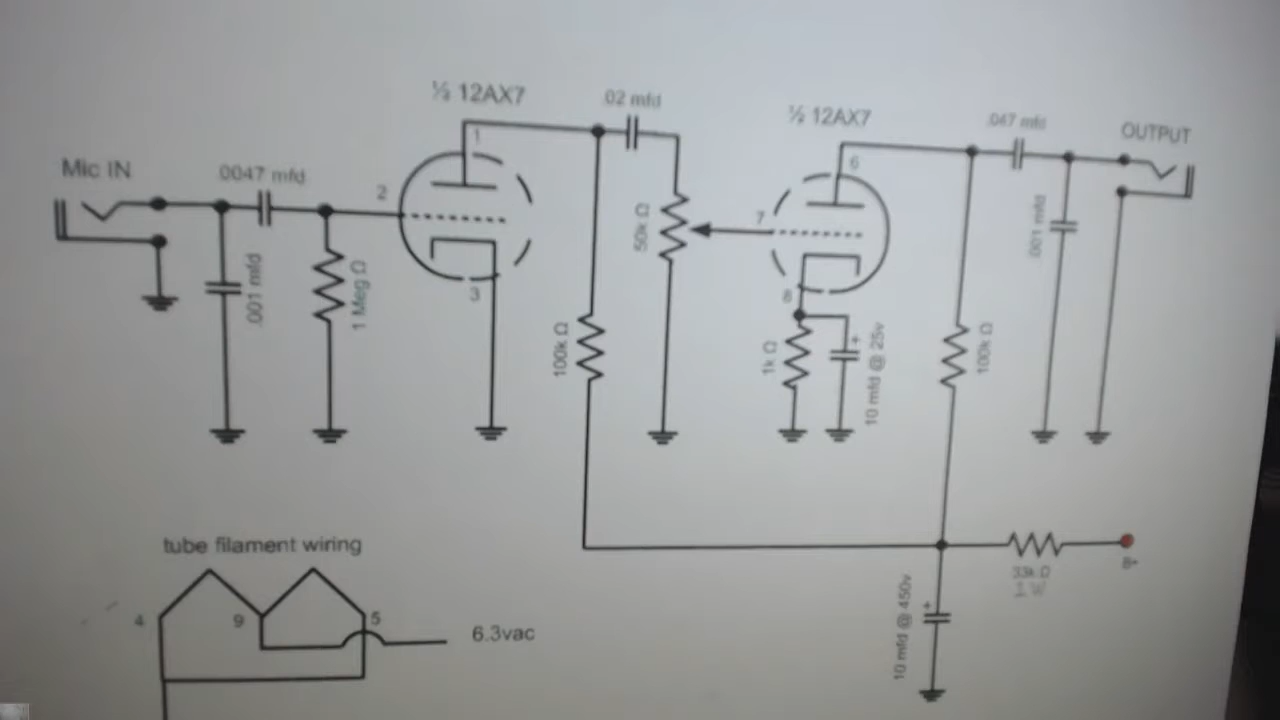 ½ 12AX7
.02 mfd
½ 12AX7
.047 mfd
OUTPUT
Mic IN
.0047 mfd
1
2
3
6
7
8
.001 mfd
1 Meg Ω
100k Ω
50k Ω
1k Ω
+
10 mfd @ 25v
100k Ω
.001 mfd
tube filament wiring
4
9
5
6.3vac
+
10 mfd @ 450v
33k Ω
1W
B+